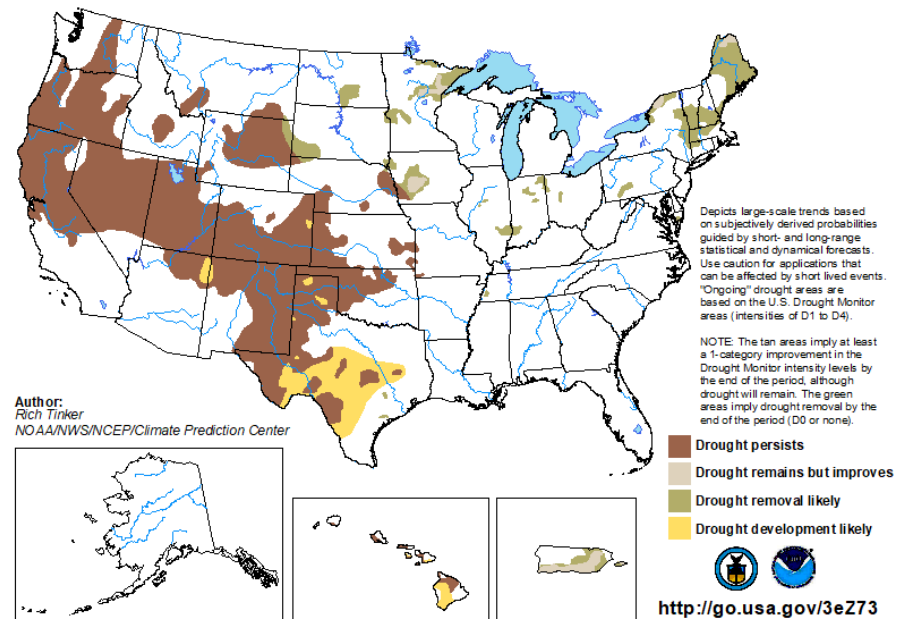 Depicts large-scale trends based
on subjectively derived probabilities
guided by short- and long-range
statistical and dynamical forecasts.
Use caution for applications that
can be affected by short lived events.
"Ongoing" drought areas are
based on the U.S. Drought Monitor
areas (intensities of D1 to D4).
NOTE: The tan areas imply at least
a 1-category improvement in the
Drought Monitor intensity levels by
the end of the period, although
drought will remain. The green
areas imply drought removal by the
end of the period (D0 or none).
Author:
Rich Tinker
NOAA/NWS/NCEP/Climate Prediction Center
Drought persists
Drought remains but improves
Drought removal likely
Drought development likely
http://go.usa.gov/3eZ73